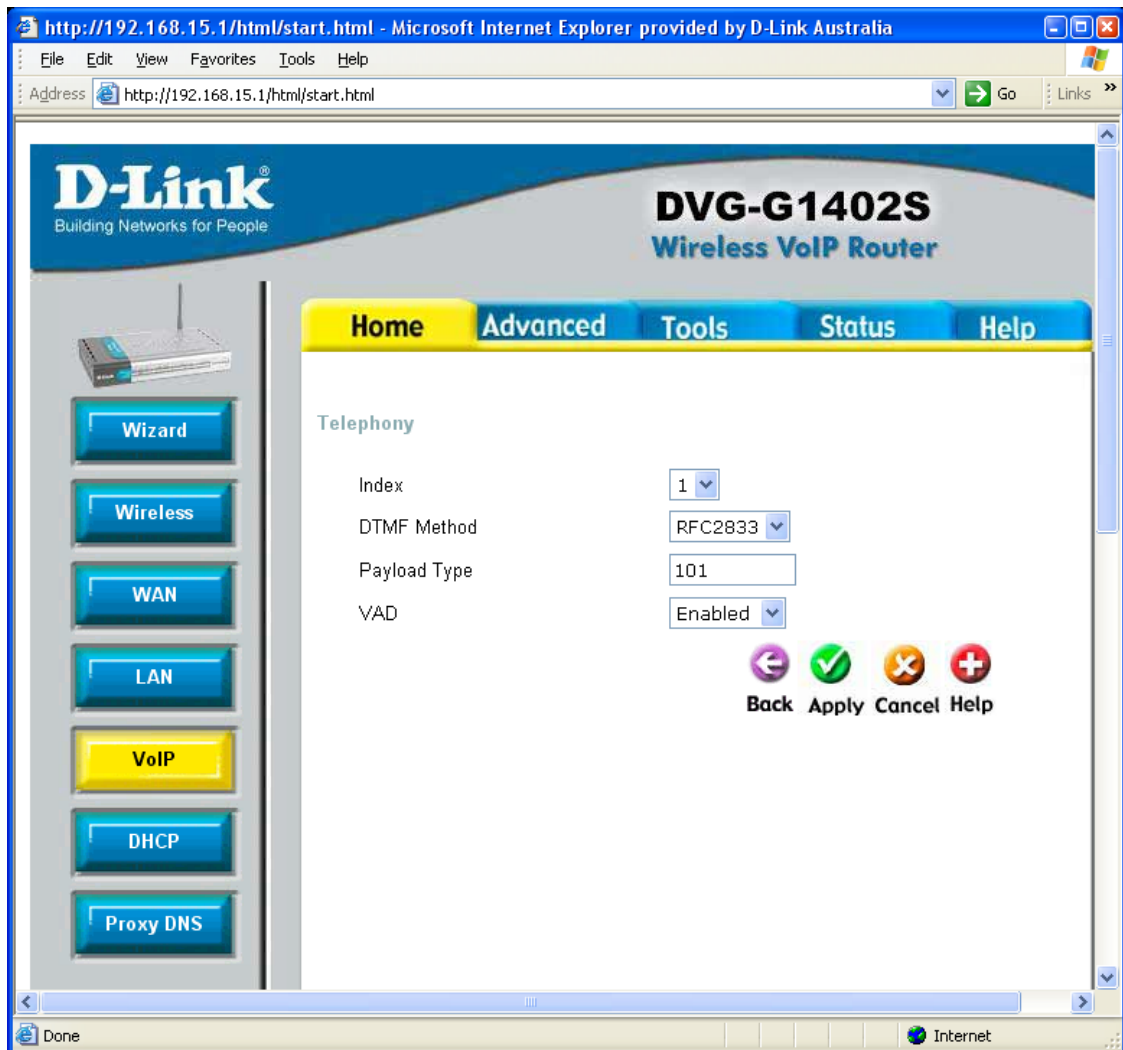 http://192.168.15.1/html/start.html - Microsoft Internet Explorer provided by D-Link Australia
File Edit View Favorites Tools Help
Address http://192.168.15.1/html/start.html Go Links »
D-Link®
Building Networks for People
DVG-G1402S
Wireless VoIP Router
Home Advanced Tools Status Help
Wizard
Wireless
WAN
LAN
VoIP
DHCP
Proxy DNS
Telephony
Index 1
DTMF Method RFC2833
Payload Type 101
VAD Enabled
Back Apply Cancel Help
Done Internet